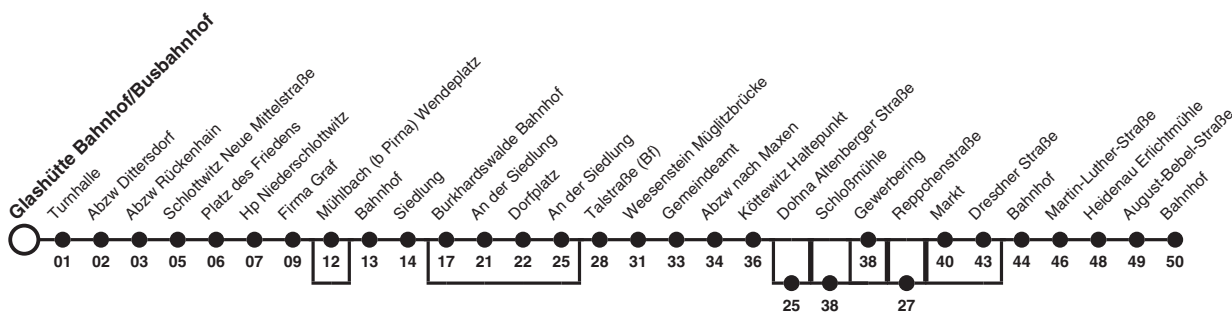 Glashütte Bahnhof/Busbahnhof
Turnhalle
Abzw Dittersdorf
Abzw Rückenhain
Schlottwitz Neue Mittelstraße
Platz des Friedens
Hp Niederschlottwitz
Firma Graf
Mühlbach (b Pirna) Wendeplatz
Bahnhof
Siedlung
Burkhardswalde Bahnhof
An der Siedlung
Dorfplatz
An der Siedlung
Talstraße (Bf)
Weesenstein Müglitzbrücke
Gemeindeamt
Abzw nach Maxen
Köttewitz Haltepunkt
Dohna Altenberger Straße
Schloßmühle
Gewerbering
Reppchenstraße
Markt
Dresdner Straße
Bahnhof
Martin-Luther-Straße
Heidenau Erlichtmühle
August-Bebel-Straße
Bahnhof
01 02 03 05 06 07 09 12 13 14 17 21 22 25 28 31 33 34 36 38 40 43 44 46 48 49 50
25 38 27